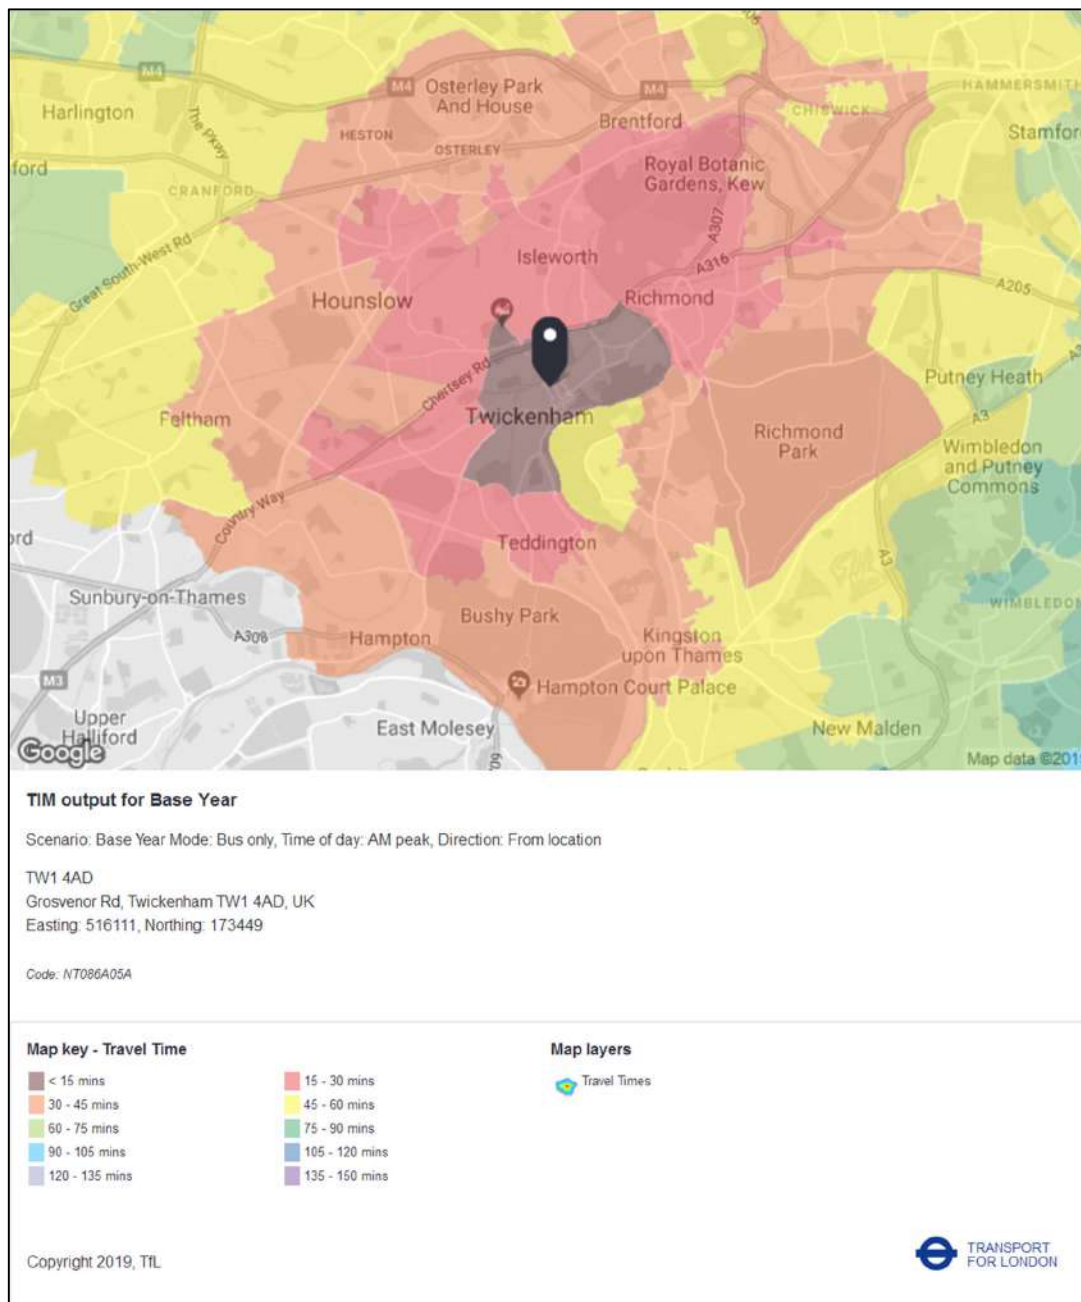 M4
Osterley Park
And House
M4
HAMMERSMITH
Harlington
The Pkwy
CHISWICK
Brentford
HESTON
OSTERLEY
Stamford
ford
Royal Botanic
Gardens, Kew
CRANFORD
A307
Isleworth
A316
Great South-West Rd
Hounslow
Richmond
A205
Chertsey Rd
Putney Heath
A3
Feltham
Twickenham
Richmond
Park
Wimbledon
and Putney
Commons
Country Way
ord
Teddington
A3
Sunbury-on-Thames
Bushy Park
WIMBLEDON
A308
Hampton
Kingston
upon Thames
M3
Hampton Court Palace
Upper
Halliford
East Molesey
New Malden
Google
Map data ©2019
TIM output for Base Year
Scenario: Base Year Mode: Bus only, Time of day: AM peak, Direction: From location
TW1 4AD
Grosvenor Rd, Twickenham TW1 4AD, UK
Easting: 516111, Northing: 173449
Code: NT086A05A
Map key - Travel Time
Map layers
< 15 mins
15 - 30 mins
Travel Times
30 - 45 mins
45 - 60 mins
60 - 75 mins
75 - 90 mins
90 - 105 mins
105 - 120 mins
120 - 135 mins
135 - 150 mins
Copyright 2019, TfL
TRANSPORT
FOR LONDON